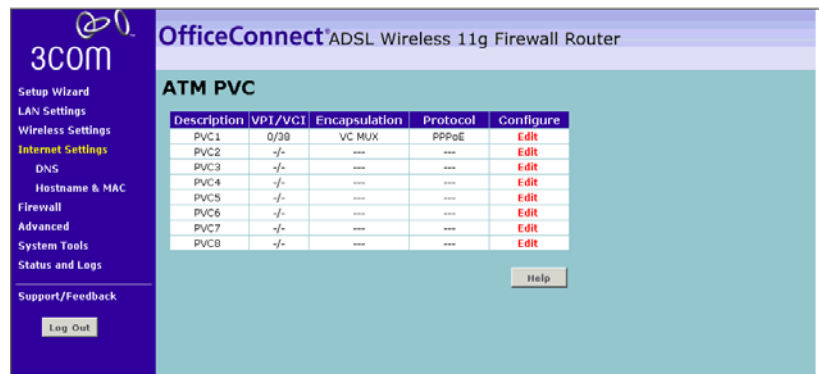 3COM
OfficeConnect® ADSL Wireless 11g Firewall Router
Setup Wizard
LAN Settings
Wireless Settings
Internet Settings
DNS
Hostname & MAC
Firewall
Advanced
System Tools
Status and Logs
Support/Feedback
Log Out
ATM PVC
Description VPI/VCI Encapsulation Protocol Configure
PVC1 0/38 VC MUX PPPoE Edit
PVC2 -/- --- --- Edit
PVC3 -/- --- --- Edit
PVC4 -/- --- --- Edit
PVC5 -/- --- --- Edit
PVC6 -/- --- --- Edit
PVC7 -/- --- --- Edit
PVC8 -/- --- --- Edit
Help